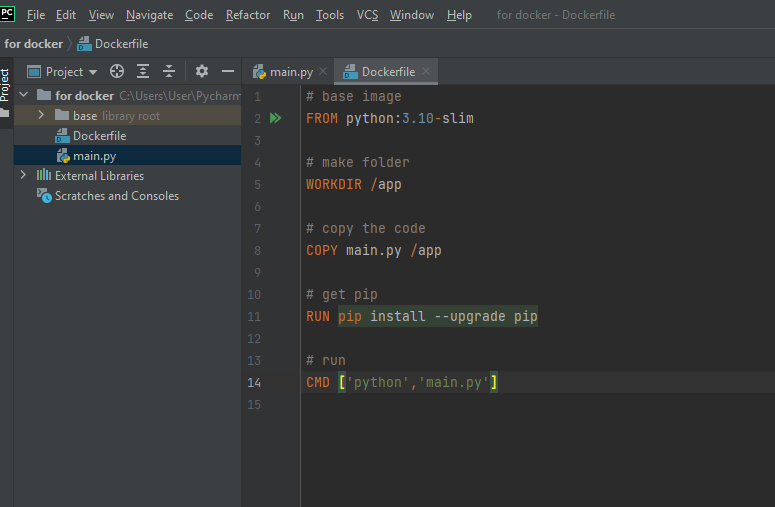 PC File Edit View Navigate Code Refactor Run Tools VCS Window Help for docker - Dockerfile
for docker Dockerfile
Project
Project
main.py Dockerfile
for docker C:\Users\User\Pycharm
base library root
Dockerfile
main.py
External Libraries
Scratches and Consoles
1 # base image
2 FROM python:3.10-slim
3
4 # make folder
5 WORKDIR /app
6
7 # copy the code
8 COPY main.py /app
9
10 # get pip
11 RUN pip install --upgrade pip
12
13 # run
14 CMD ['python','main.py']
15